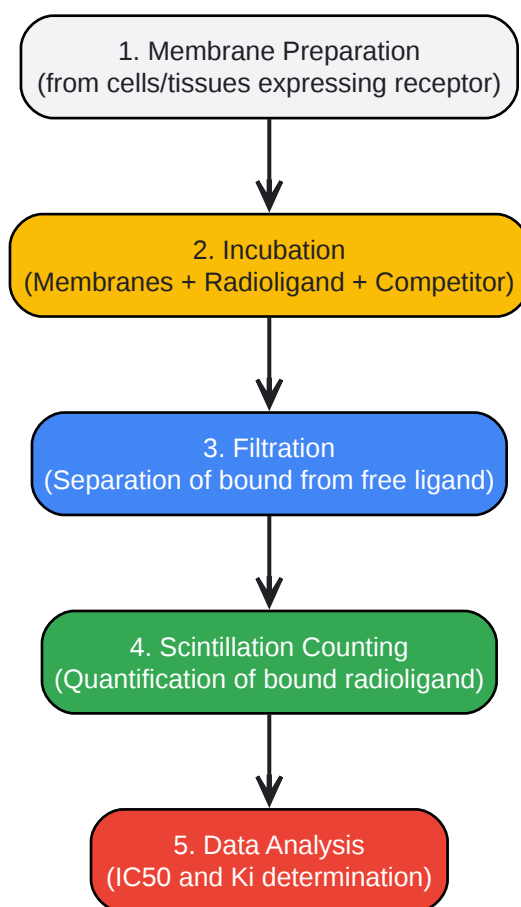 1. Membrane Preparation
(from cells/tissues expressing receptor)
2. Incubation
(Membranes + Radioligand + Competitor)
3. Filtration
(Separation of bound from free ligand)
4. Scintillation Counting
(Quantification of bound radioligand)
5. Data Analysis
(IC50 and Ki determination)